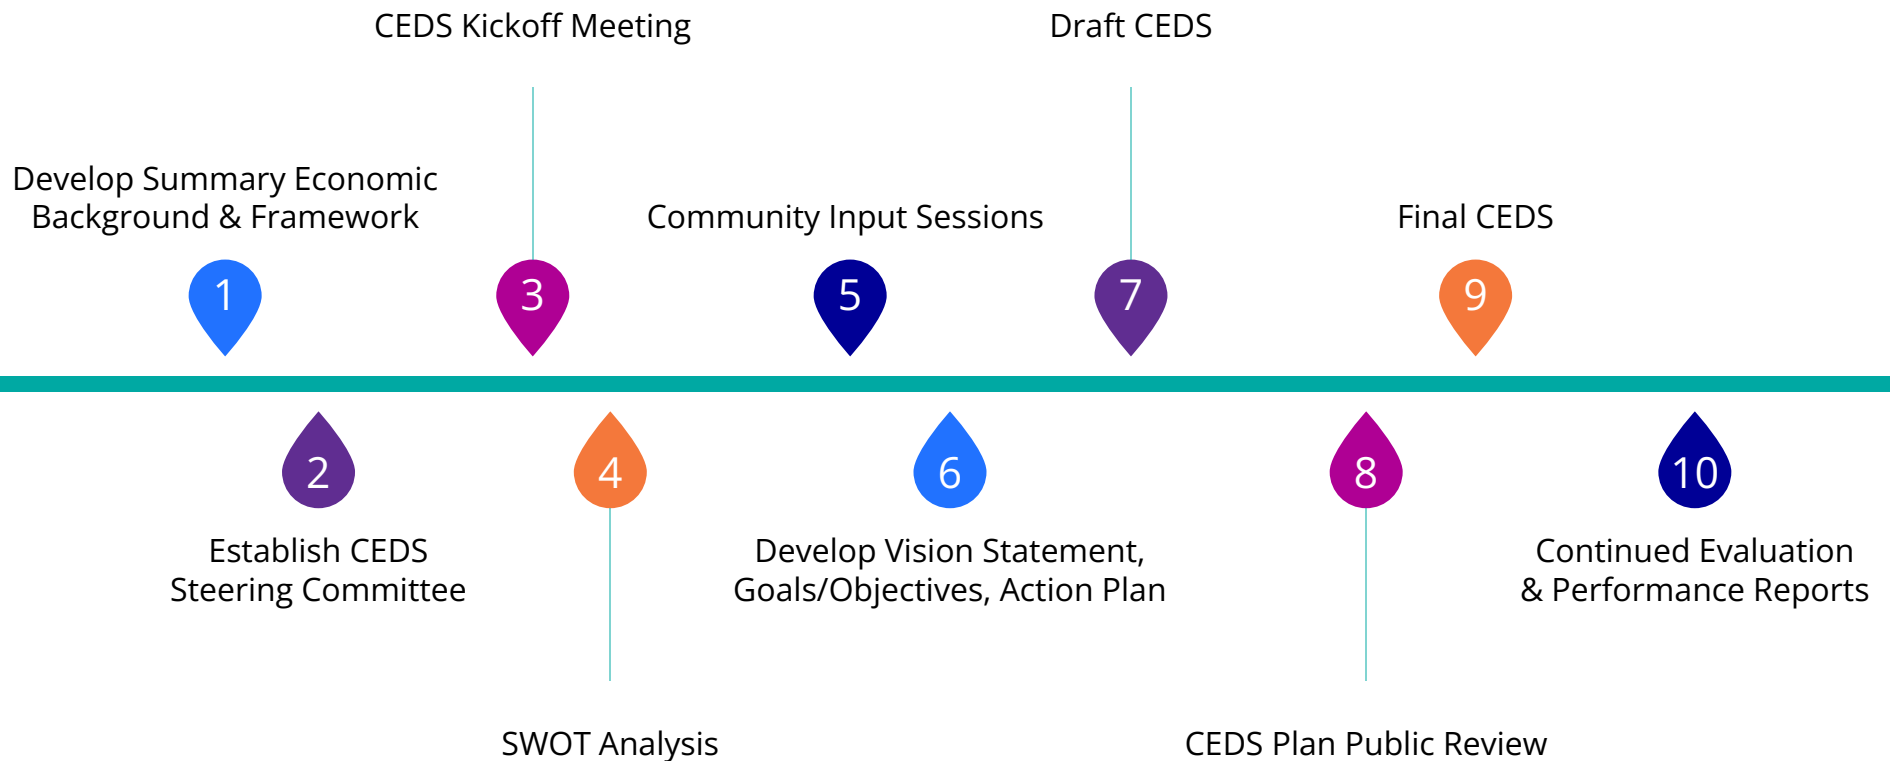 CEDS Kickoff Meeting
Draft CEDS
Develop Summary Economic
Background & Framework
Community Input Sessions
Final CEDS
1
3
5
7
9
2
4
6
8
10
Establish CEDS
Steering Committee
Develop Vision Statement,
Goals/Objectives, Action Plan
Continued Evaluation
& Performance Reports
SWOT Analysis
CEDS Plan Public Review